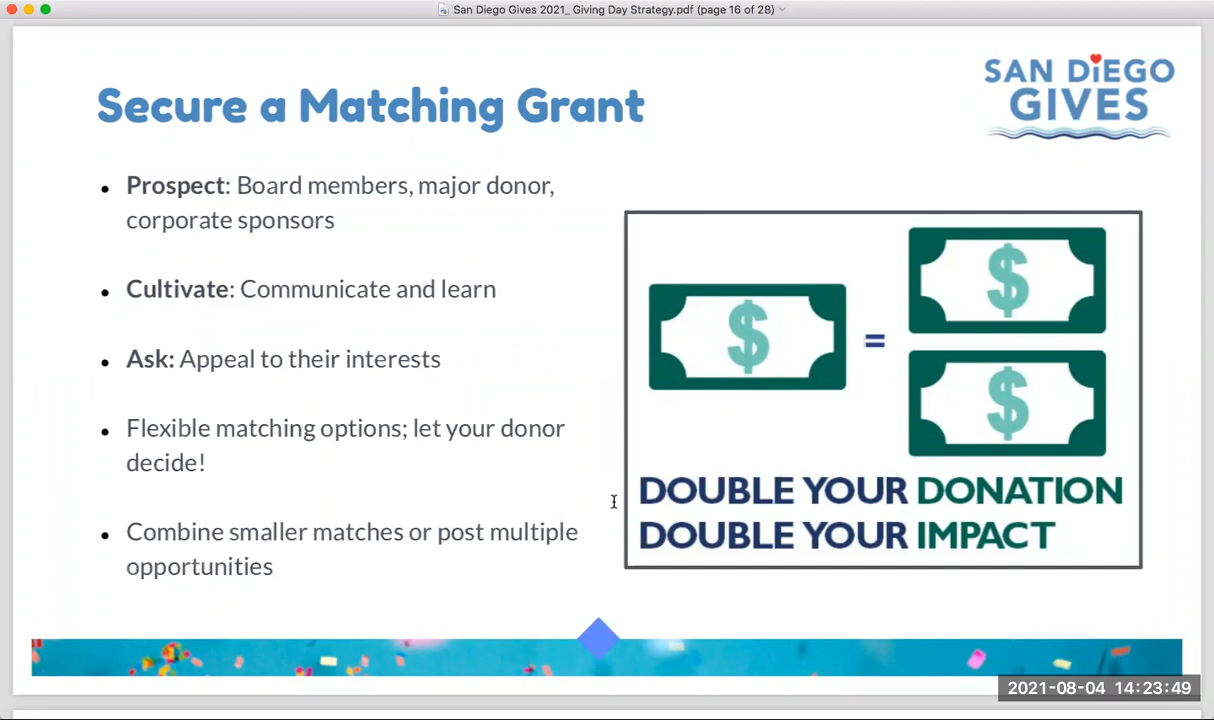 San Diego Gives 2021_ Giving Day Strategy.pdf (page 16 of 28)
SAN DiEGO
GIVES
Secure a Matching Grant
• Prospect: Board members, major donor,
corporate sponsors
• Cultivate: Communicate and learn
• Ask: Appeal to their interests
• Flexible matching options; let your donor
decide!
• Combine smaller matches or post multiple
opportunities
$ = $
$
DOUBLE YOUR DONATION
DOUBLE YOUR IMPACT
2021-08-04 14:23:49